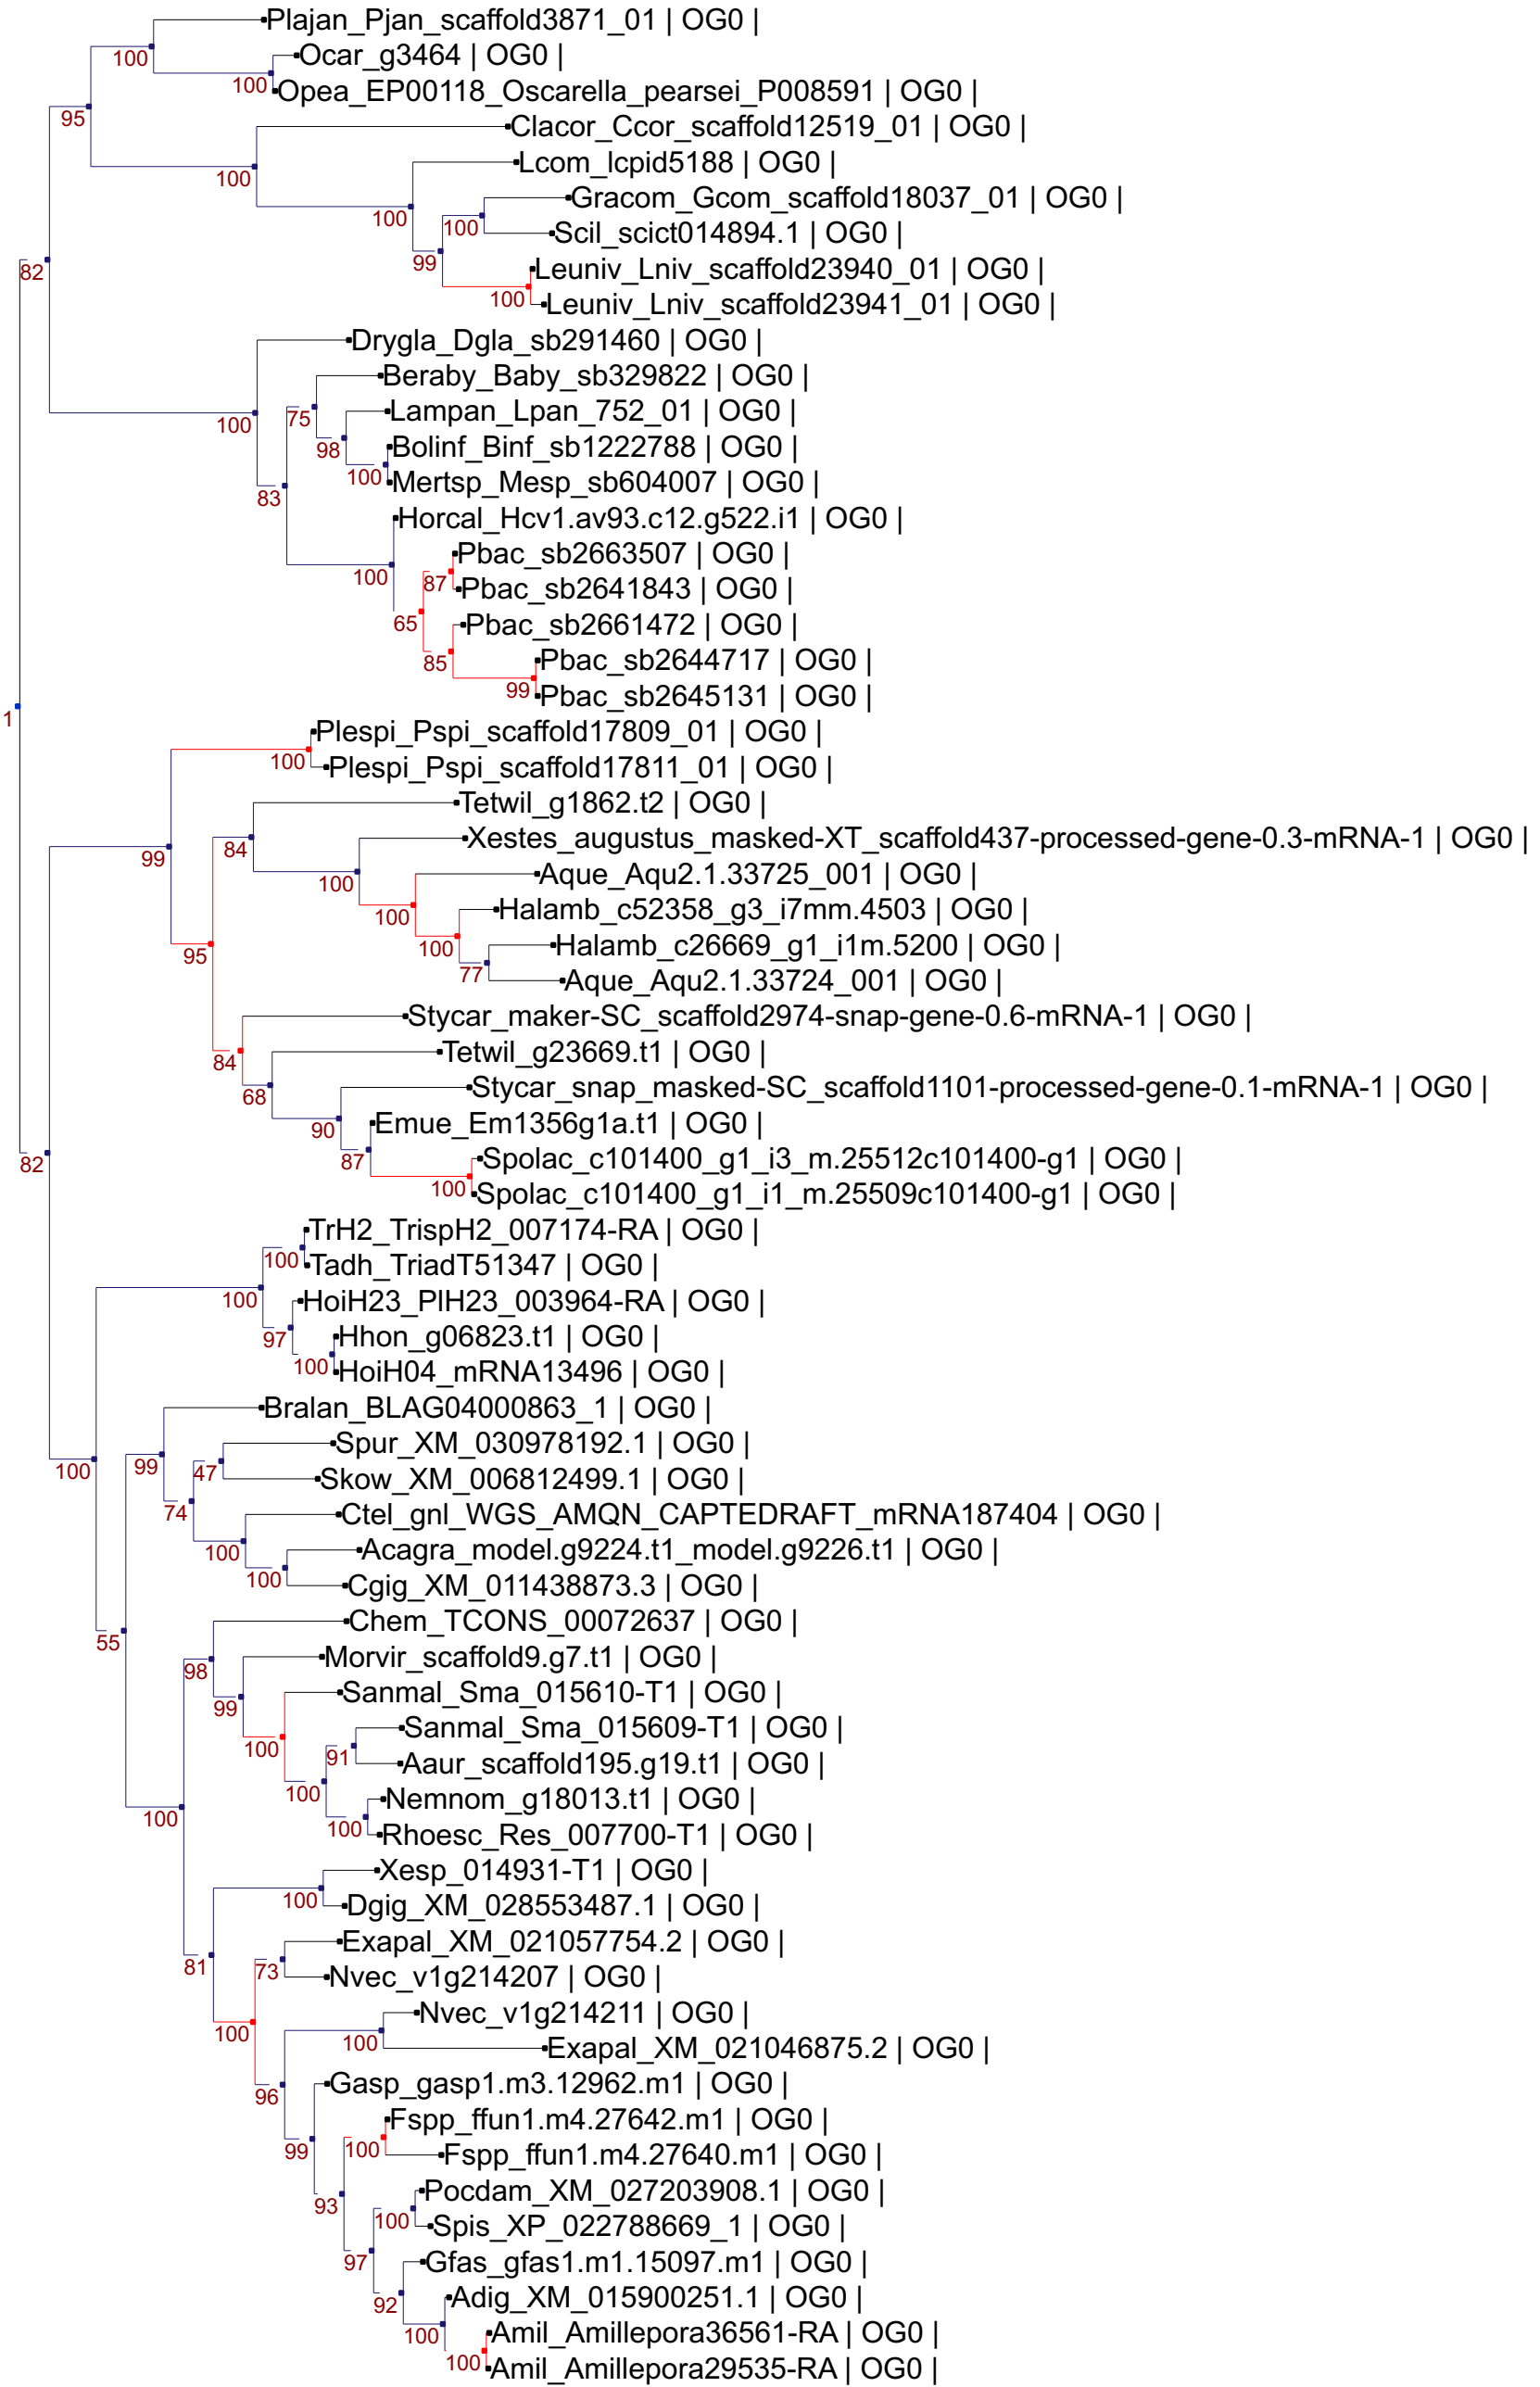 Plajan_Pjan_scaffold3871_01 | OG0 |
100
Ocar_g3464 | OG0 |
100
Opea_EP00118_Oscarella_pearsei_P008591 | OG0 |
95
Clacor_Ccor_scaffold12519_01 | OG0 |
Lcom_lcpid5188 | OG0 |
100
Gracom_Gcom_scaffold18037_01 | OG0 |
100
100
Scil_scict014894.1 | OG0 |
99
82
Leuniv_Lniv_scaffold23940_01 | OG0 |
100
Leuniv_Lniv_scaffold23941_01 | OG0 |
Drygla_Dgla_sb291460 | OG0 |
Beraby_Baby_sb329822 | OG0 |
75
Lampan_Lpan_752_01 | OG0 |
100
Bolinf_Binf_sb1222788 | OG0 |
98
100
Mertsp_Mesp_sb604007 | OG0 |
83
Horcal_Hcv1.av93.c12.g522.i1 | OG0 |
Pbac_sb2663507 | OG0 |
100
87
Pbac_sb2641843 | OG0 |
65
Pbac_sb2661472 | OG0 |
85
Pbac_sb2644717 | OG0 |
99
Pbac_sb2645131 | OG0 |
1
Plespi_Pspi_scaffold17809_01 | OG0 |
100
Plespi_Pspi_scaffold17811_01 | OG0 |
Tetwil_g1862.t2 | OG0 |
Xestes_augustus_masked-XT_scaffold437-processed-gene-0.3-mRNA-1 | OG0 |
84
99
100
Aque_Aqu2.1.33725_001 | OG0 |
Halamb_c52358_g3_i7mm.4503 | OG0 |
100
Halamb_c26669_g1_i1m.5200 | OG0 |
100
95
77
Aque_Aqu2.1.33724_001 | OG0 |
Stycar_maker-SC_scaffold2974-snap-gene-0.6-mRNA-1 | OG0 |
Tetwil_g23669.t1 | OG0 |
84
Stycar_snap_masked-SC_scaffold1101-processed-gene-0.1-mRNA-1 | OG0 |
68
Emue_Em1356g1a.t1 | OG0 |
90
Spolac_c101400_g1_i3_m.25512c101400-g1 | OG0 |
87
82
100
Spolac_c101400_g1_i1_m.25509c101400-g1 | OG0 |
TrH2_TrispH2_007174-RA | OG0 |
100
Tadh_TriadT51347 | OG0 |
100
HoiH23_PlH23_003964-RA | OG0 |
Hhon_g06823.t1 | OG0 |
97
100
HoiH04_mRNA13496 | OG0 |
Bralan_BLAG04000863_1 | OG0 |
Spur_XM_030978192.1 | OG0 |
99
100
47
Skow_XM_006812499.1 | OG0 |
74
Ctel_gnl_WGS_AMQN_CAPTEDRAFT_mRNA187404 | OG0 |
100
Acagra_model.g9224.t1_model.g9226.t1 | OG0 |
100
Cgig_XM_011438873.3 | OG0 |
Chem_TCONS_00072637 | OG0 |
55
Morvir_scaffold9.g7.t1 | OG0 |
98
Sanmal_Sma_015610-T1 | OG0 |
99
Sanmal_Sma_015609-T1 | OG0 |
100
91
Aaur_scaffold195.g19.t1 | OG0 |
100
Nemnom_g18013.t1 | OG0 |
100
100
Rhoesc_Res_007700-T1 | OG0 |
Xesp_014931-T1 | OG0 |
100
Dgig_XM_028553487.1 | OG0 |
Exapal_XM_021057754.2 | OG0 |
81
73
Nvec_v1g214207 | OG0 |
Nvec_v1g214211 | OG0 |
100
100
Exapal_XM_021046875.2 | OG0 |
Gasp_gasp1.m3.12962.m1 | OG0 |
96
Fspp_ffun1.m4.27642.m1 | OG0 |
99
100
Fspp_ffun1.m4.27640.m1 | OG0 |
Pocdam_XM_027203908.1 | OG0 |
93
100
Spis_XP_022788669_1 | OG0 |
97
Gfas_gfas1.m1.15097.m1 | OG0 |
Adig_XM_015900251.1 | OG0 |
92
Amil_Amillepora36561-RA | OG0 |
100
100
Amil_Amillepora29535-RA | OG0 |